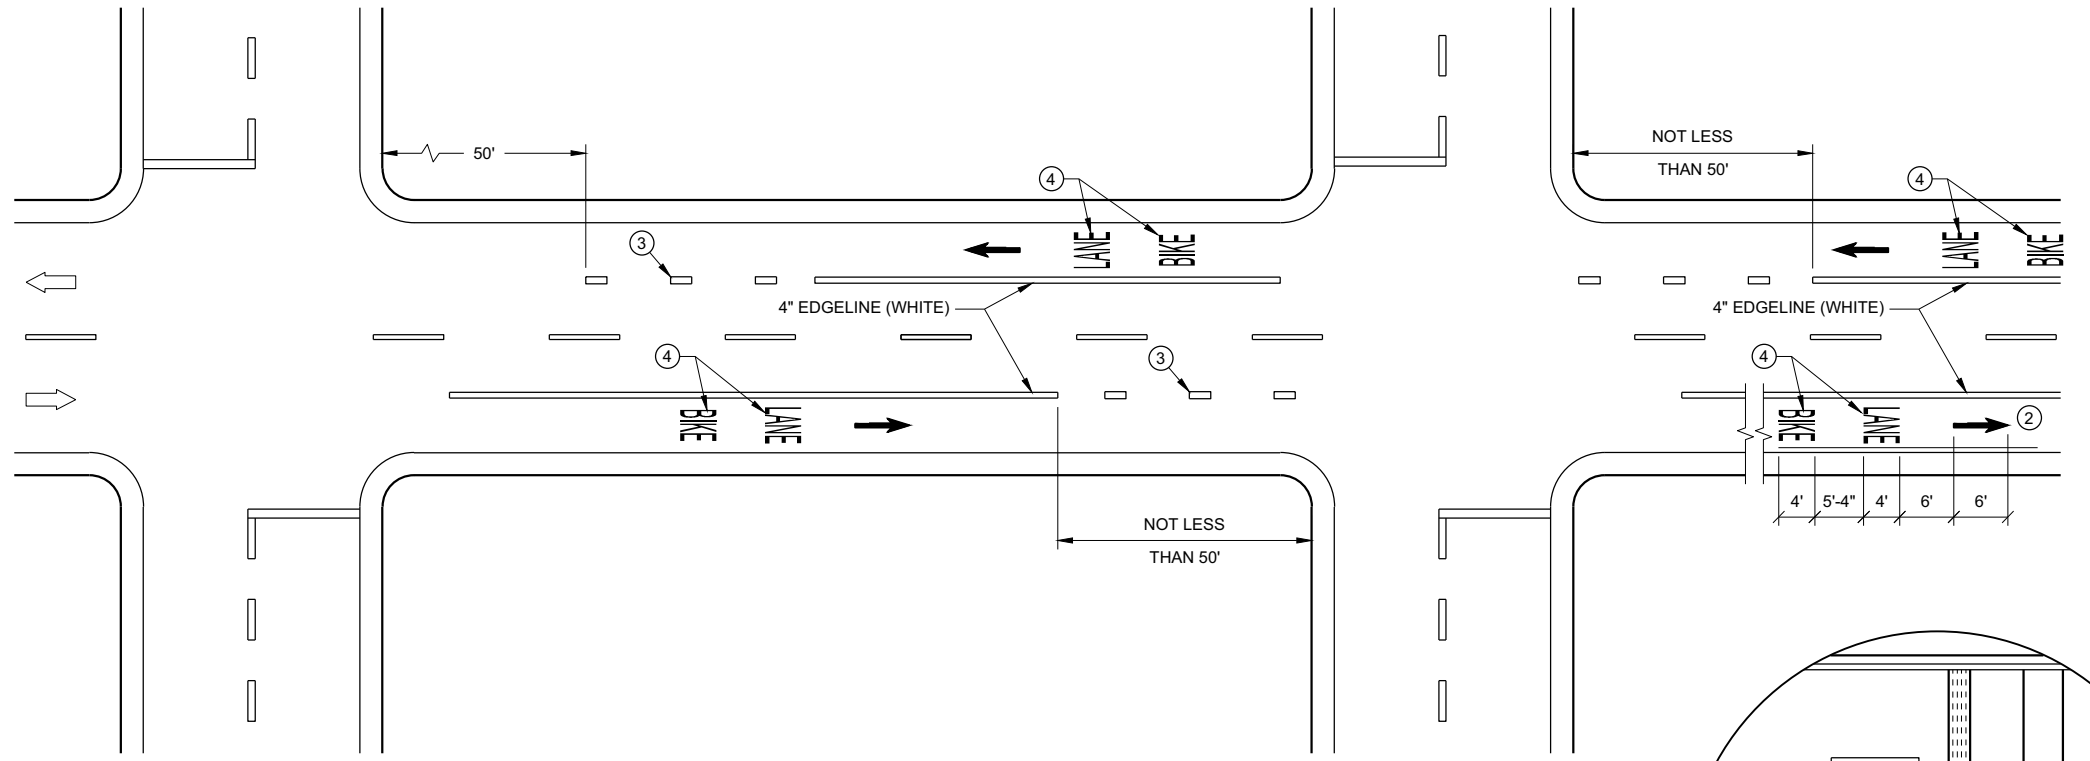 NOT LESS
THAN 50'
50'
4
4
LANE
BIKE
LANE
BIKE
3
4" EDGELINE (WHITE)
4" EDGELINE (WHITE)
4
3
4
BIKE
LANE
BIKE
LANE
2
4'
5'-4"
4'
6'
6'
NOT LESS
THAN 50'